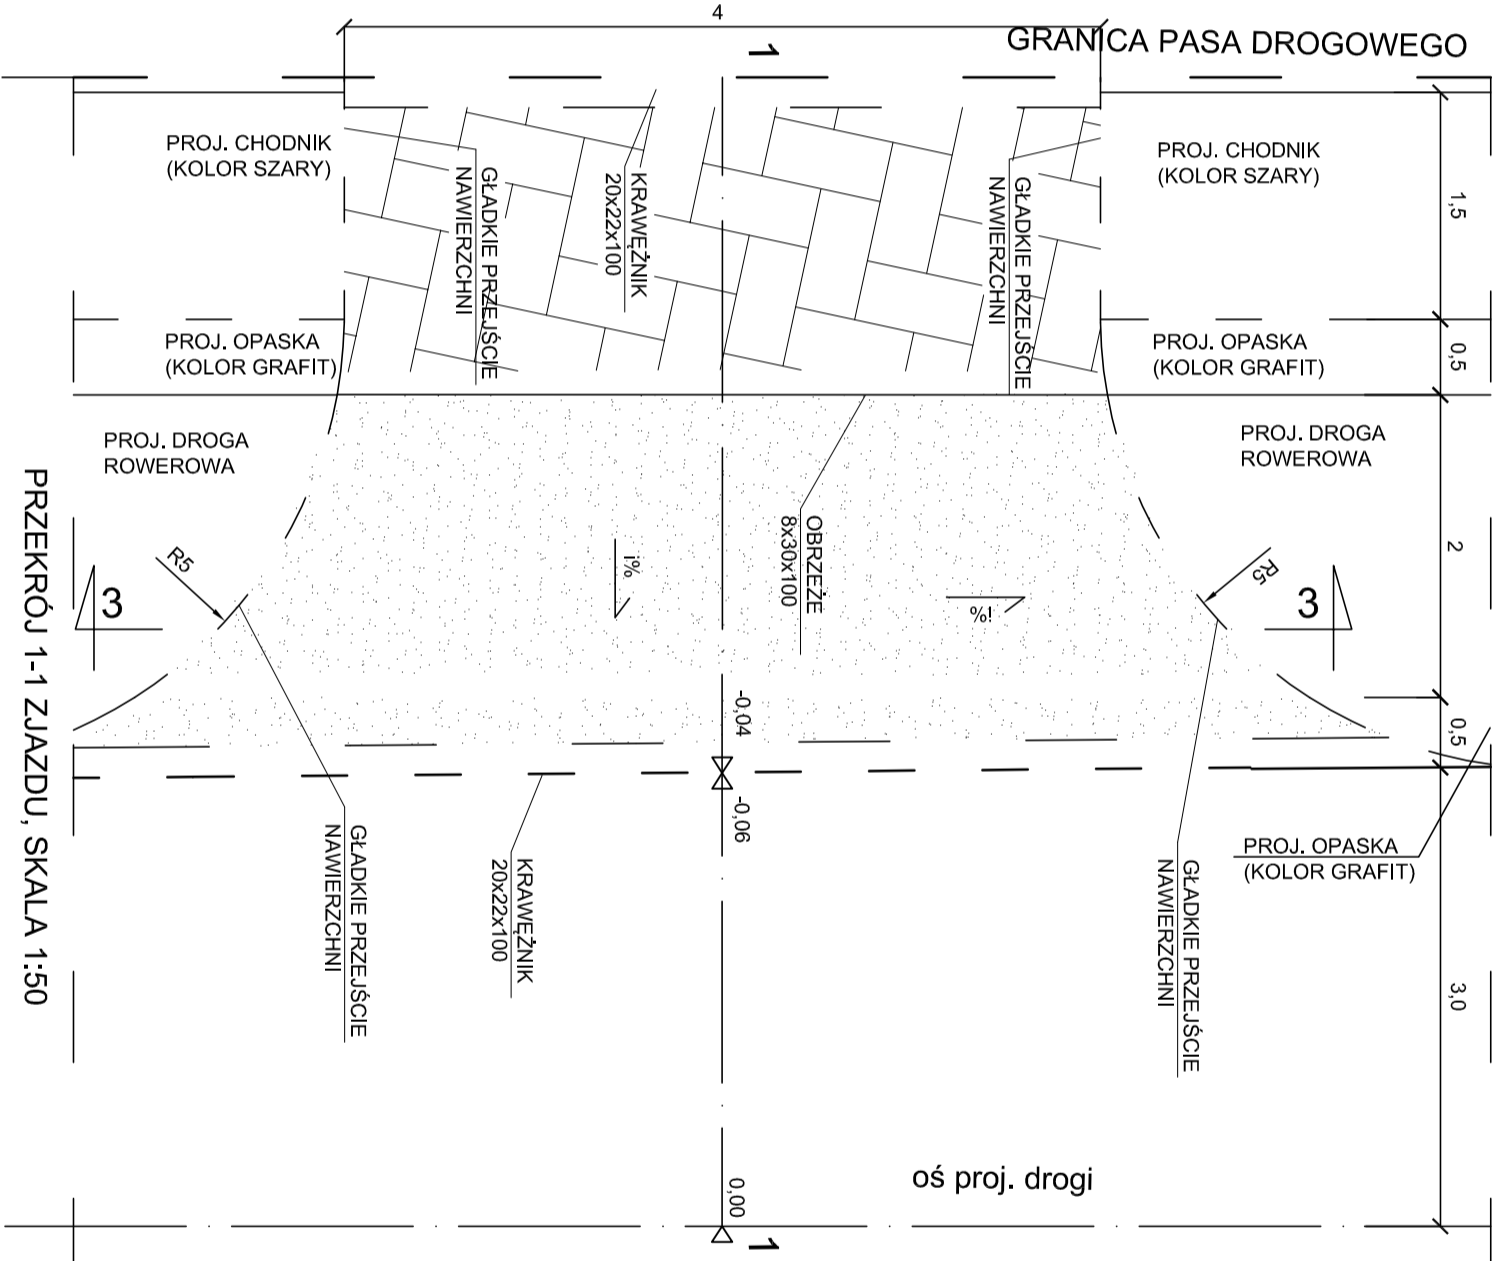 4
1
GRANICA PASA DROGOWEGO
PROJ. CHODNIK
(KOLOR SZARY)
GŁADKIE PRZEJŚCIE
NAWIERZCHNI
KRAWĘŻNIK
20x22x100
GŁADKIE PRZEJŚCIE
NAWIERZCHNI
PROJ. CHODNIK
(KOLOR SZARY)
1,5
PROJ. OPASKA
(KOLOR GRAFIT)
PROJ. OPASKA
(KOLOR GRAFIT)
0,5
PROJ. DROGA
ROWEROWA
PROJ. DROGA
ROWEROWA
2
OBRZEŻE
8x30x100
i%
i%
R5
R5
3
3
PRZEKRÓJ 1-1 ZJAZDU, SKALA 1:50
-0,04
0,5
-0,06
GŁADKIE PRZEJŚCIE
NAWIERZCHNI
KRAWĘŻNIK
20x22x100
GŁADKIE PRZEJŚCIE
NAWIERZCHNI
PROJ. OPASKA
(KOLOR GRAFIT)
3,0
oś proj. drogi
0,00
1